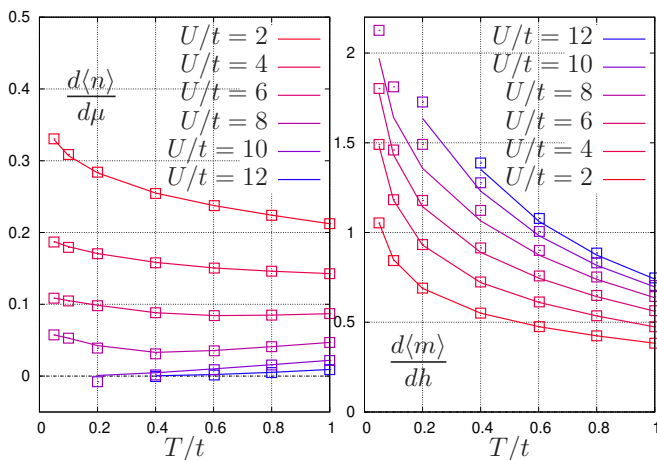 0.5
0.4
0.3
0.2
0.1
0
0 0.2 0.4 0.6 0.8 1
T/t
d⟨n⟩
dμ
U/t = 2
U/t = 4
U/t = 6
U/t = 8
U/t = 10
U/t = 12
2
1.5
1
0.5
0
0 0.2 0.4 0.6 0.8 1
T/t
U/t = 12
U/t = 10
U/t = 8
U/t = 6
U/t = 4
U/t = 2
d⟨m⟩
dh